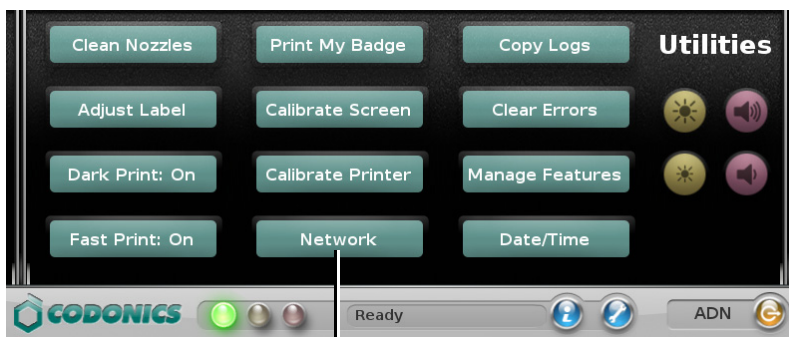 Clean Nozzles Print My Badge Copy Logs Utilities
Adjust Label Calibrate Screen Clear Errors
Dark Print: On Calibrate Printer Manage Features
Fast Print: On Network Date/Time
CODONICS Ready ADN